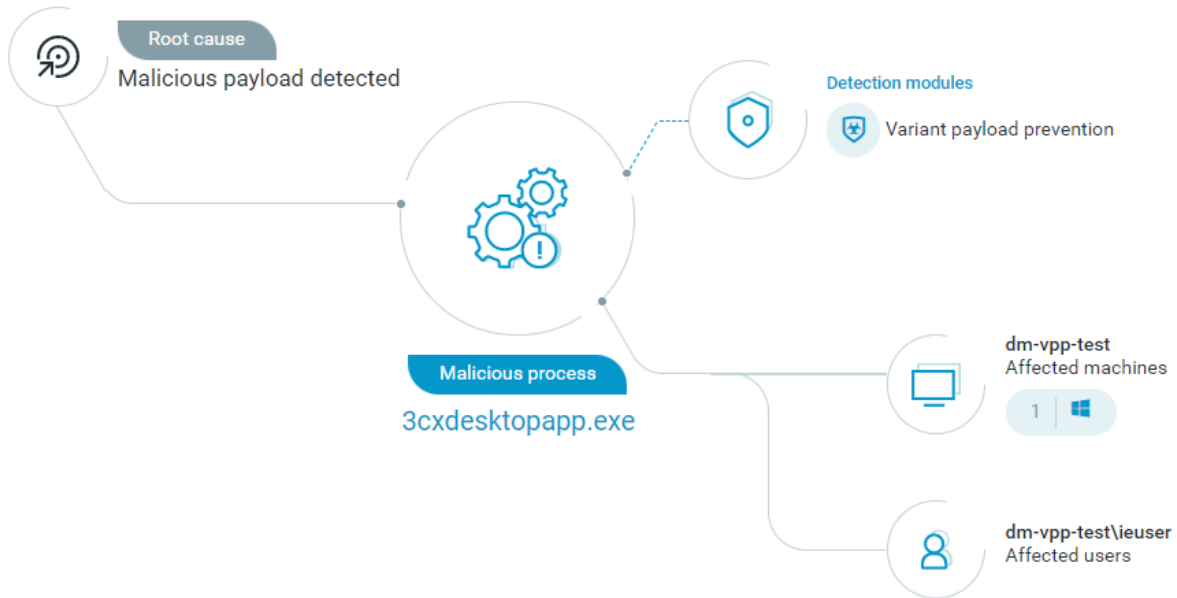 Root cause
Malicious payload detected
Detection modules
Variant payload prevention
Malicious process
3cxdesktopapp.exe
dm-vpp-test
Affected machines
1
dm-vpp-test\ieuser
Affected users